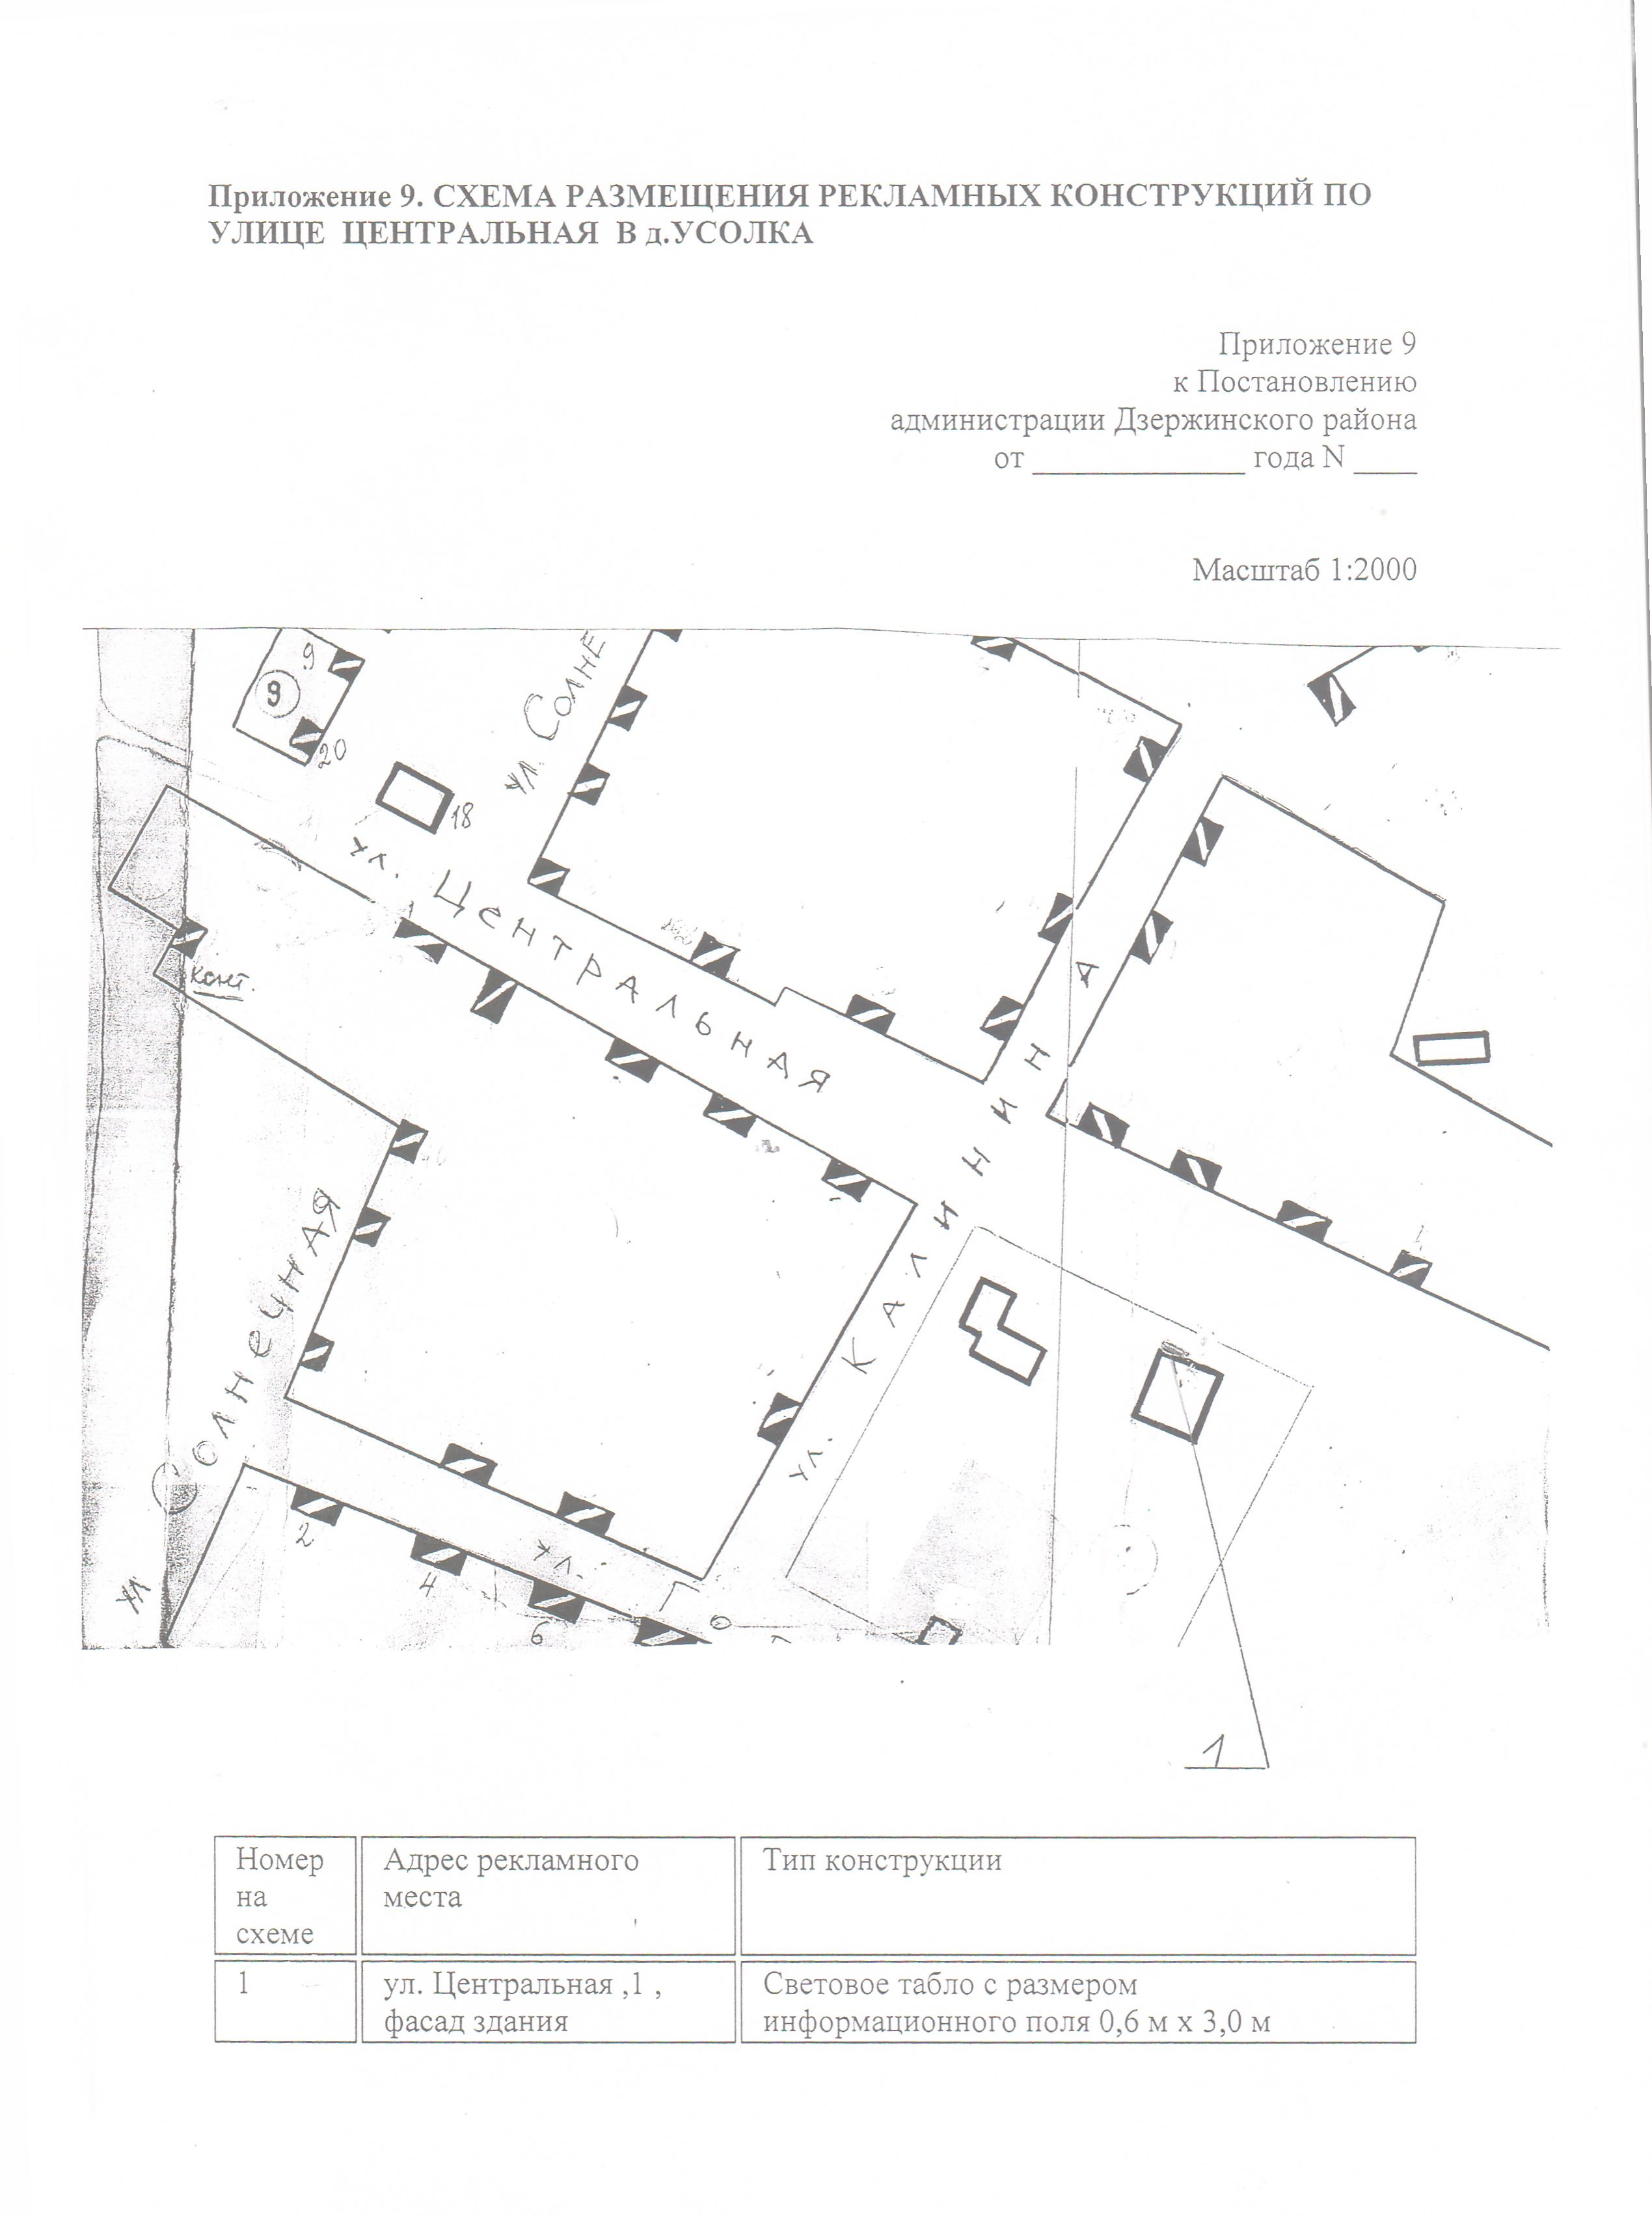 Приложение 9. СХЕМА РАЗМЕЩЕНИЯ РЕКЛАМНЫХ КОНСТРУКЦИЙ ПО
УЛИЦЕ ЦЕНТРАЛЬНАЯ В д.УСОЛКА
Приложение 9
к Постановлению
администрации Дзержинского района
от ______________ года N ____
Масштаб 1:2000
9
9
20
18
ул. Солне
ул. Центральная
конт.
ул. Калинина
ул. Солнечная
2
4
6
ул.
1
Номер
на
схеме
Адрес рекламного
места
Тип конструкции
1
ул. Центральная ,1 ,
фасад здания
Световое табло с размером
информационного поля 0,6 м х 3,0 м